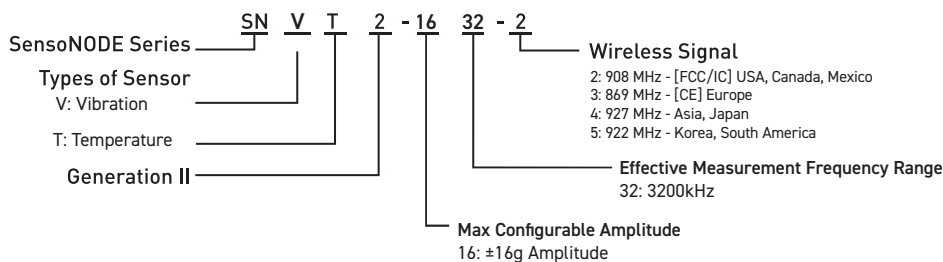 SN V T 2 - 16 32 - 2
SensoNODE Series
Types of Sensor
V: Vibration
T: Temperature
Generation II
Wireless Signal
2: 908 MHz - [FCC/IC] USA, Canada, Mexico
3: 869 MHz - [CE] Europe
4: 927 MHz - Asia, Japan
5: 922 MHz - Korea, South America
Effective Measurement Frequency Range
32: 3200kHz
Max Configurable Amplitude
16: ±16g Amplitude